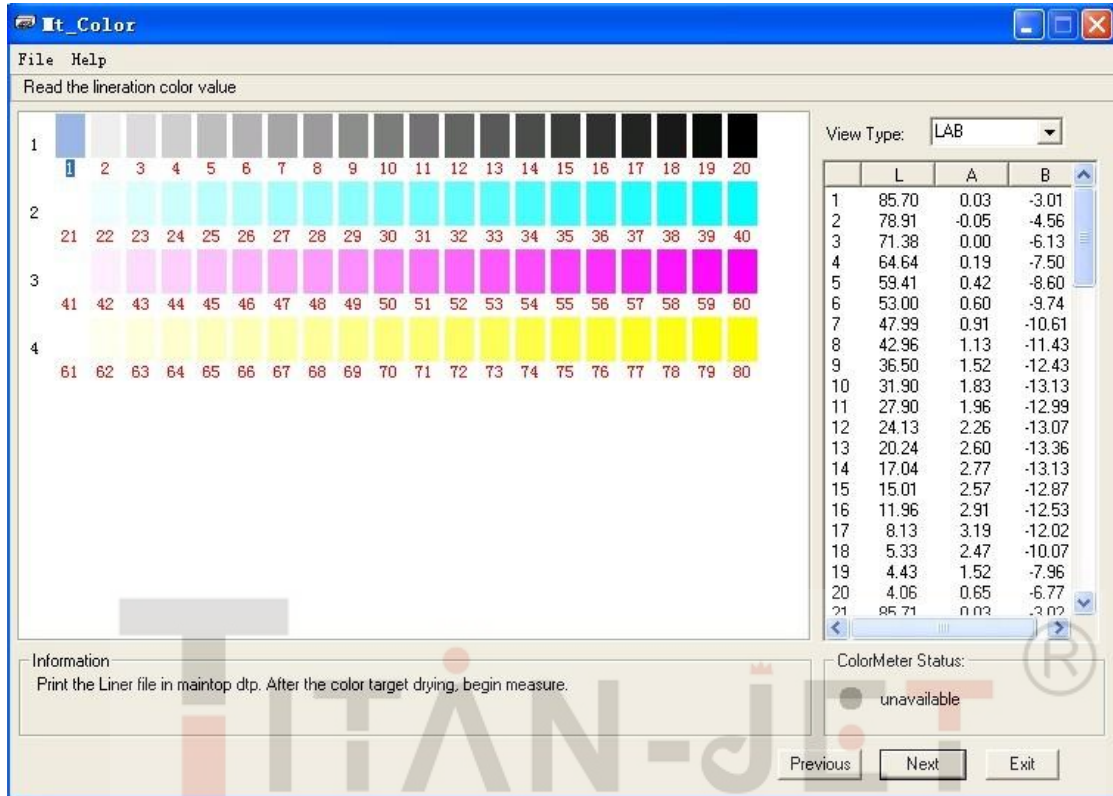 Mt_Color
File Help
Read the lineration color value
1
1 2 3 4 5 6 7 8 9 10 11 12 13 14 15 16 17 18 19 20
2
21 22 23 24 25 26 27 28 29 30 31 32 33 34 35 36 37 38 39 40
3
41 42 43 44 45 46 47 48 49 50 51 52 53 54 55 56 57 58 59 60
4
61 62 63 64 65 66 67 68 69 70 71 72 73 74 75 76 77 78 79 80
View Type: LAB
L A B
1 85.70 0.03 -3.01
2 78.91 -0.05 -4.56
3 71.38 0.00 -6.13
4 64.64 0.19 -7.50
5 59.41 0.42 -8.60
6 53.00 0.60 -9.74
7 47.99 0.91 -10.61
8 42.96 1.13 -11.43
9 36.50 1.52 -12.43
10 31.90 1.83 -13.13
11 27.90 1.96 -12.99
12 24.13 2.26 -13.07
13 20.24 2.60 -13.36
14 17.04 2.77 -13.13
15 15.01 2.57 -12.87
16 11.96 2.91 -12.53
17 8.13 3.19 -12.02
18 5.33 2.47 -10.07
19 4.43 1.52 -7.96
20 4.06 0.65 -6.77
21 85.71 0.03 -3.02
Information
Print the Liner file in maintop dtp. After the color target drying, begin measure.
ColorMeter Status:
unavailable
TITAN-JET ®
Previous Next Exit